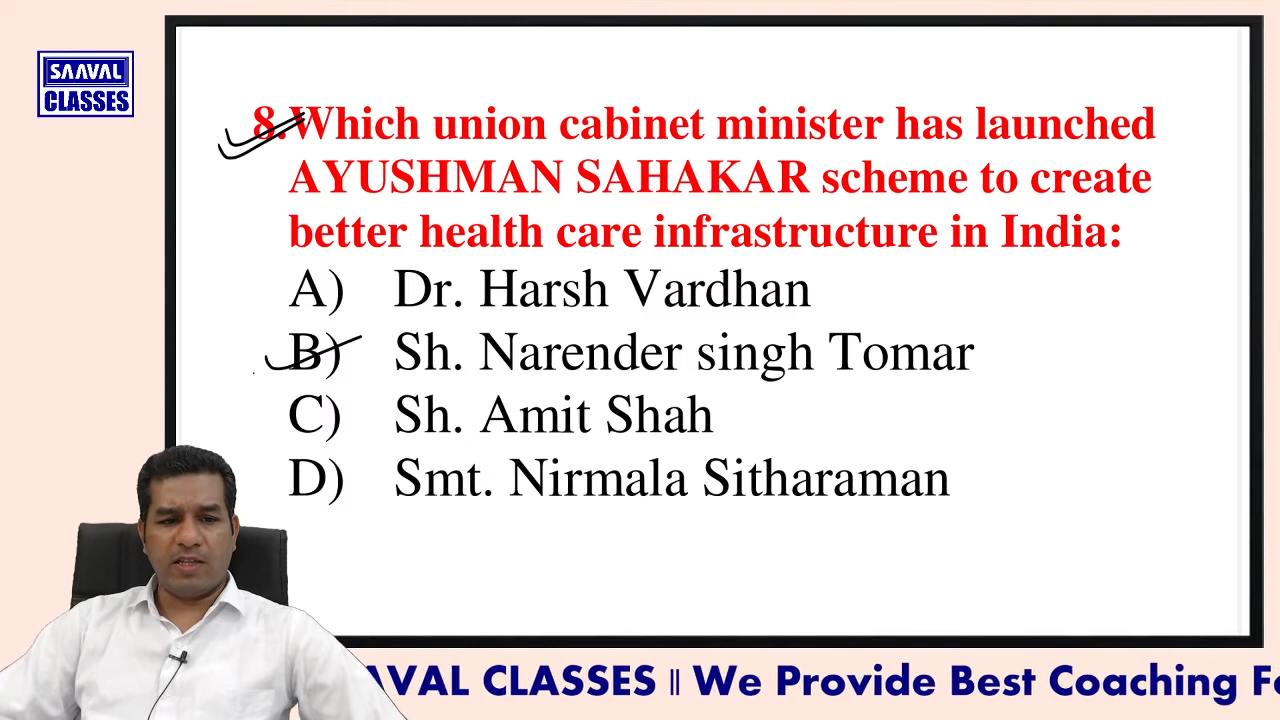 SAAVAL
CLASSES
8.Which union cabinet minister has launched
AYUSHMAN SAHAKAR scheme to create
better health care infrastructure in India:
A) Dr. Harsh Vardhan
B) Sh. Narender singh Tomar
C) Sh. Amit Shah
D) Smt. Nirmala Sitharaman
AVAL CLASSES || We Provide Best Coaching Fo